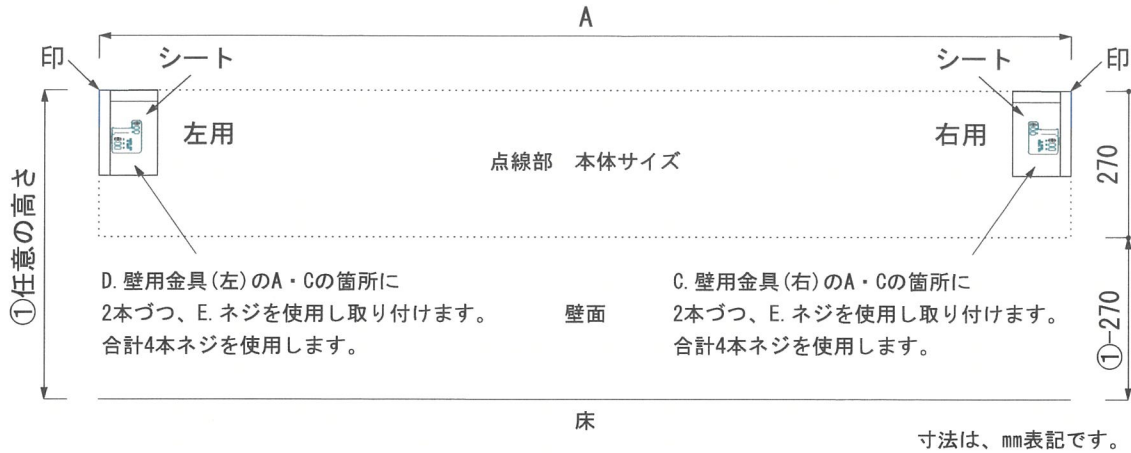 A
印
シート
シート
印
左用
右用
点線部 本体サイズ
270
①任意の高さ
D.壁用金具(左)のA・Cの箇所に
2本づつ、E.ネジを使用し取り付けます。
合計4本ネジを使用します。
壁面
C.壁用金具(右)のA・Cの箇所に
2本づつ、E.ネジを使用し取り付けます。
合計4本ネジを使用します。
①-270
床
寸法は、mm表記です。